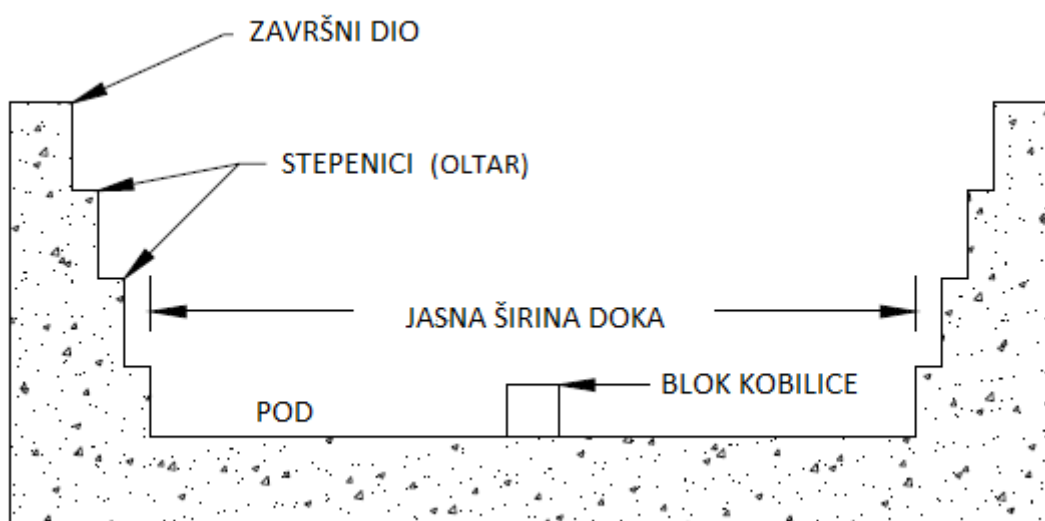 ZAVRŠNI DIO
STEPENICI (OLTAR)
JASNA ŠIRINA DOKA
BLOK KOBILICE
POD